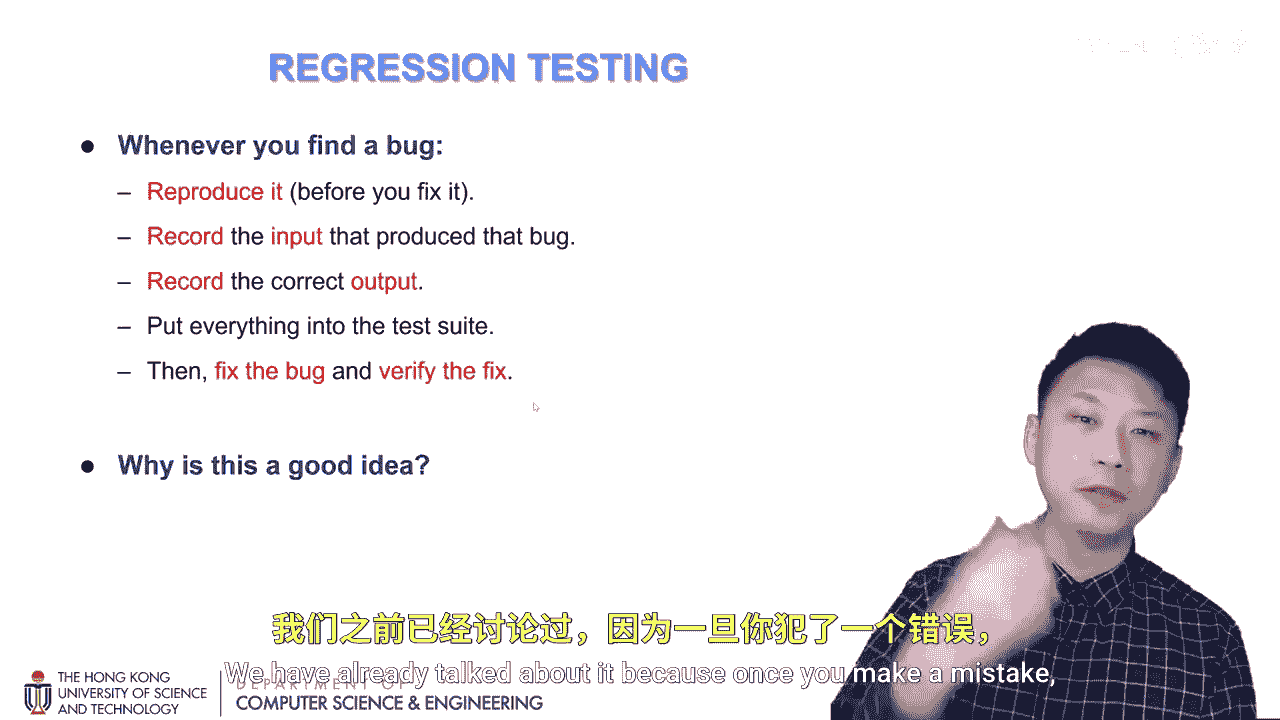 REGRESSION TESTING
● Whenever you find a bug:
– Reproduce it (before you fix it).
– Record the input that produced that bug.
– Record the correct output.
– Put everything into the test suite.
– Then, fix the bug and verify the fix.
● Why is this a good idea?
我们之前已经讨论过，因为一旦你犯了一个错误，
We have already talked about it because once you make a mistake,
THE HONG KONG
UNIVERSITY OF SCIENCE
AND TECHNOLOGY
DEPARTMENT OF
COMPUTER SCIENCE & ENGINEERING